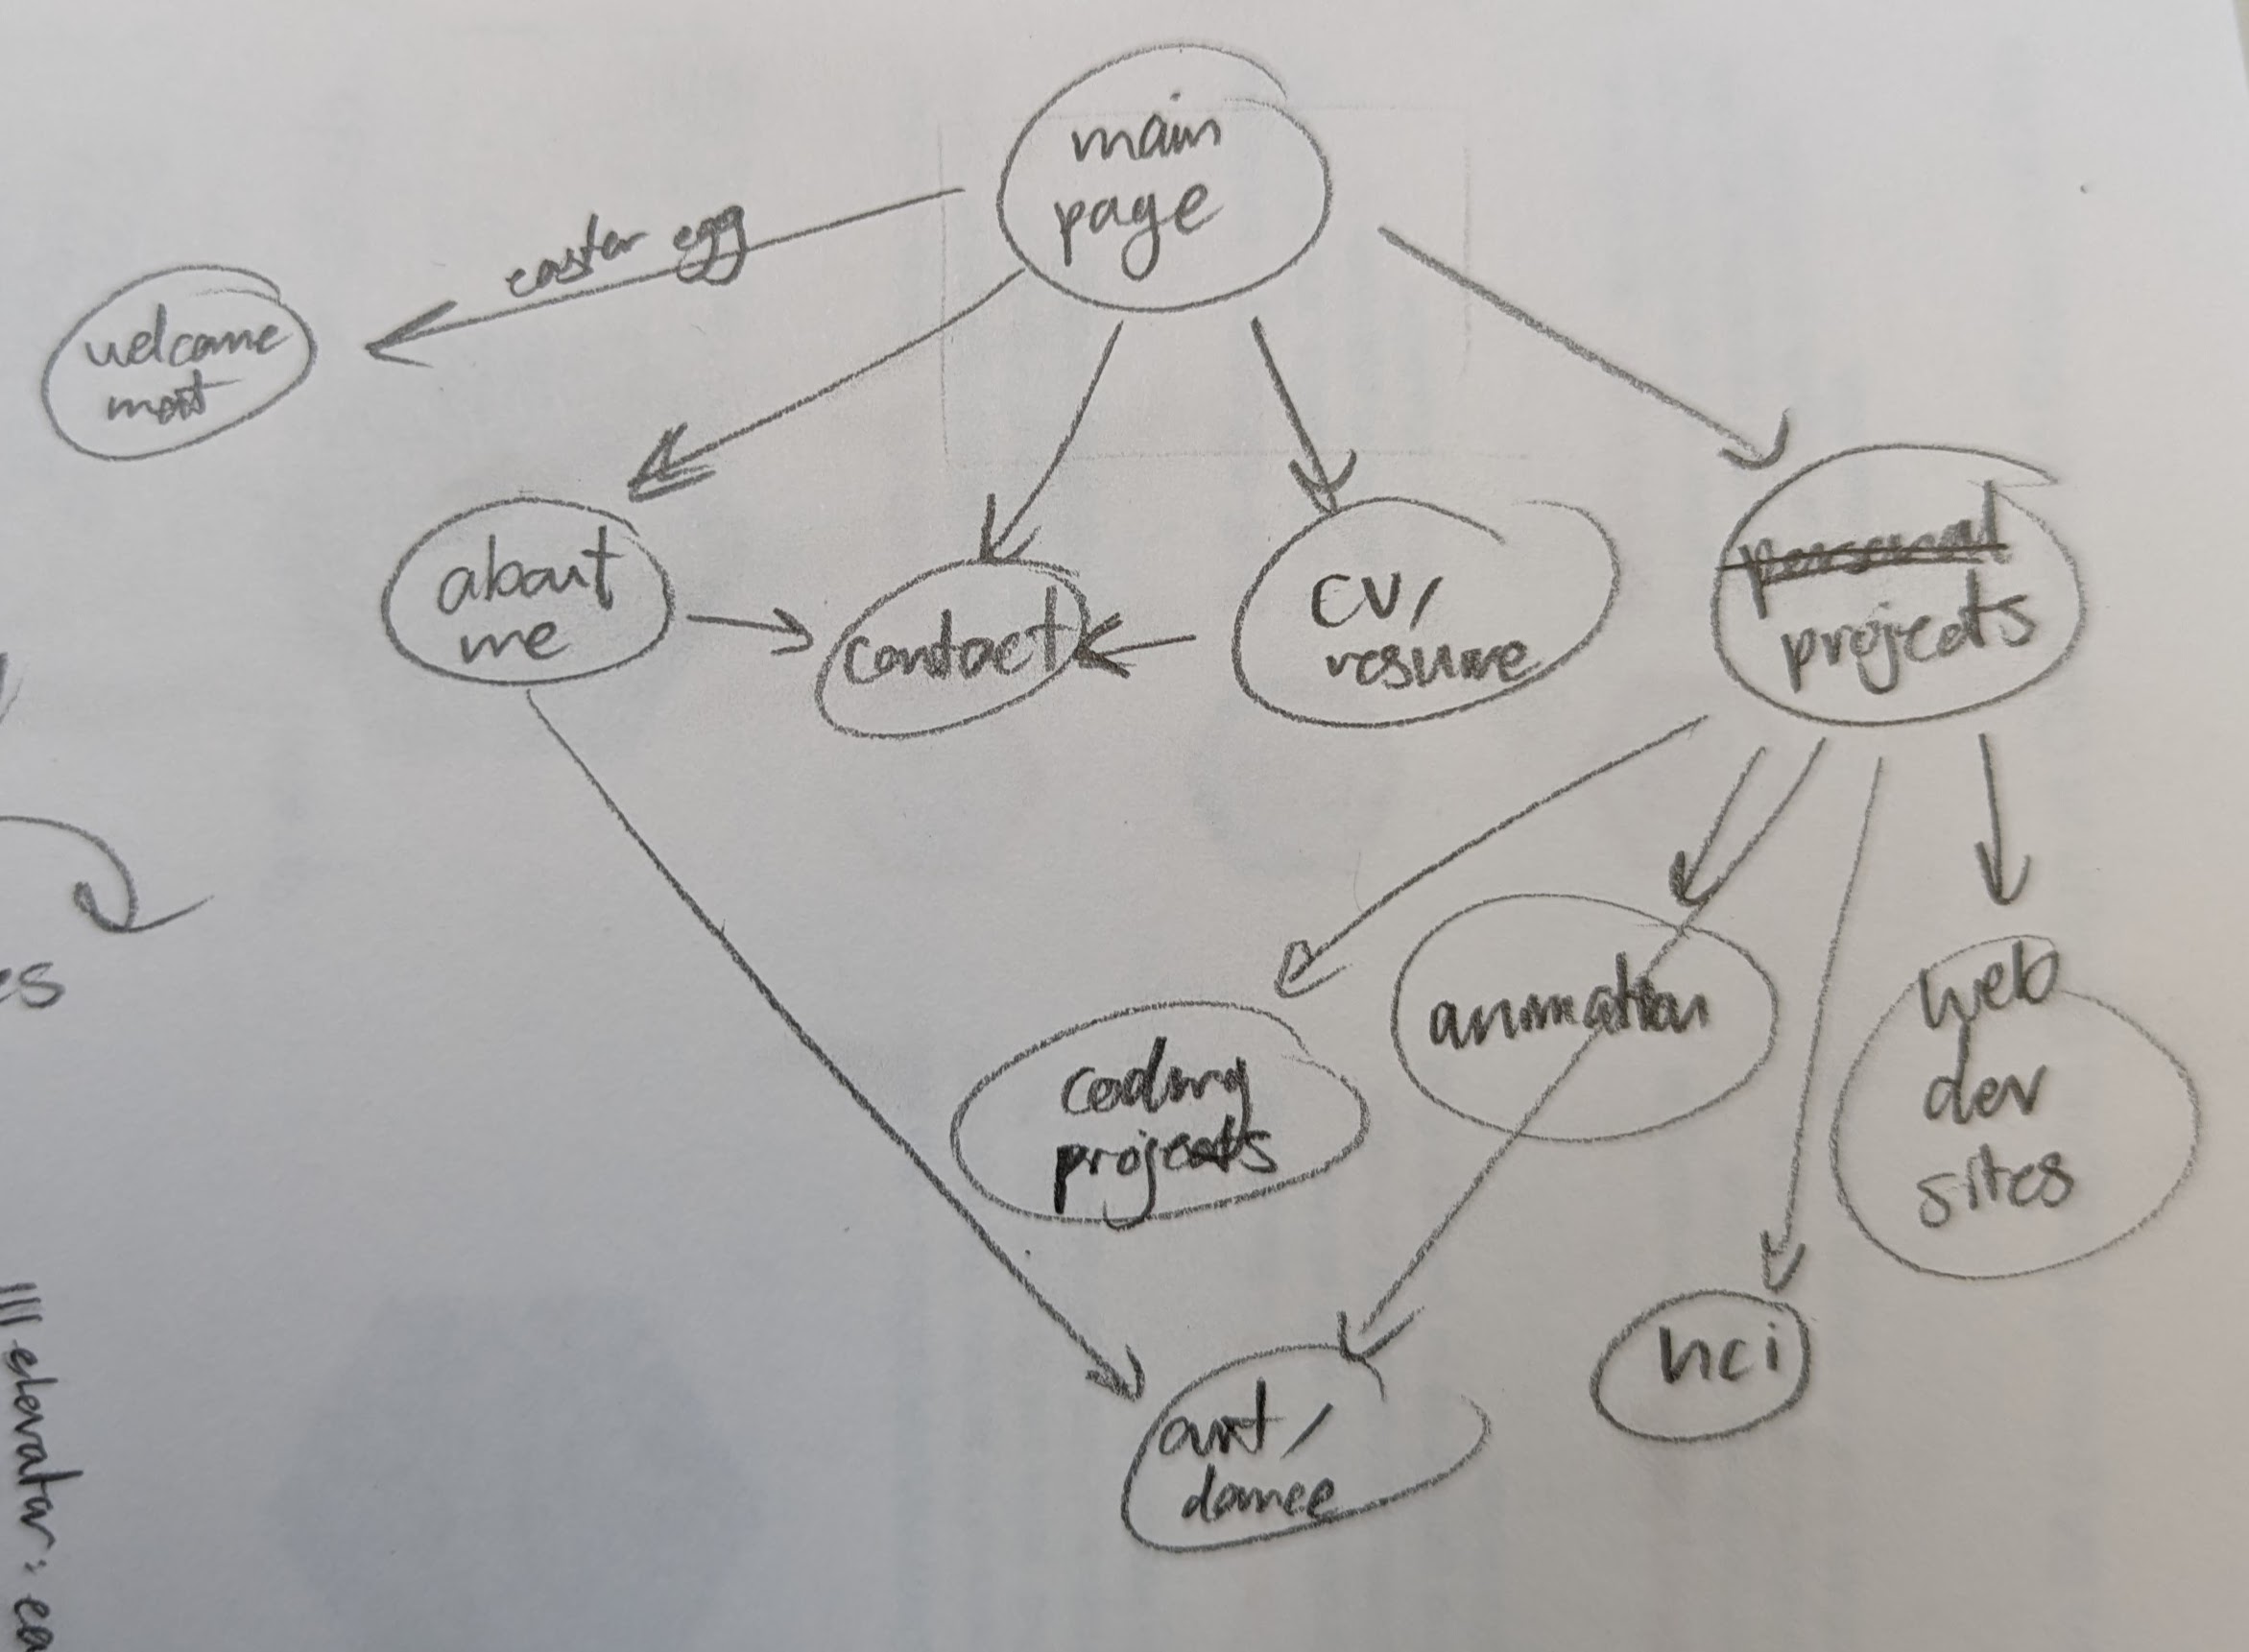 main
page
easter egg
welcome
mat
about
me
contact
CV/
resume
personal
projects
coding
projects
animation
web
dev
sites
hci
art/
dance
es
elevator: ea